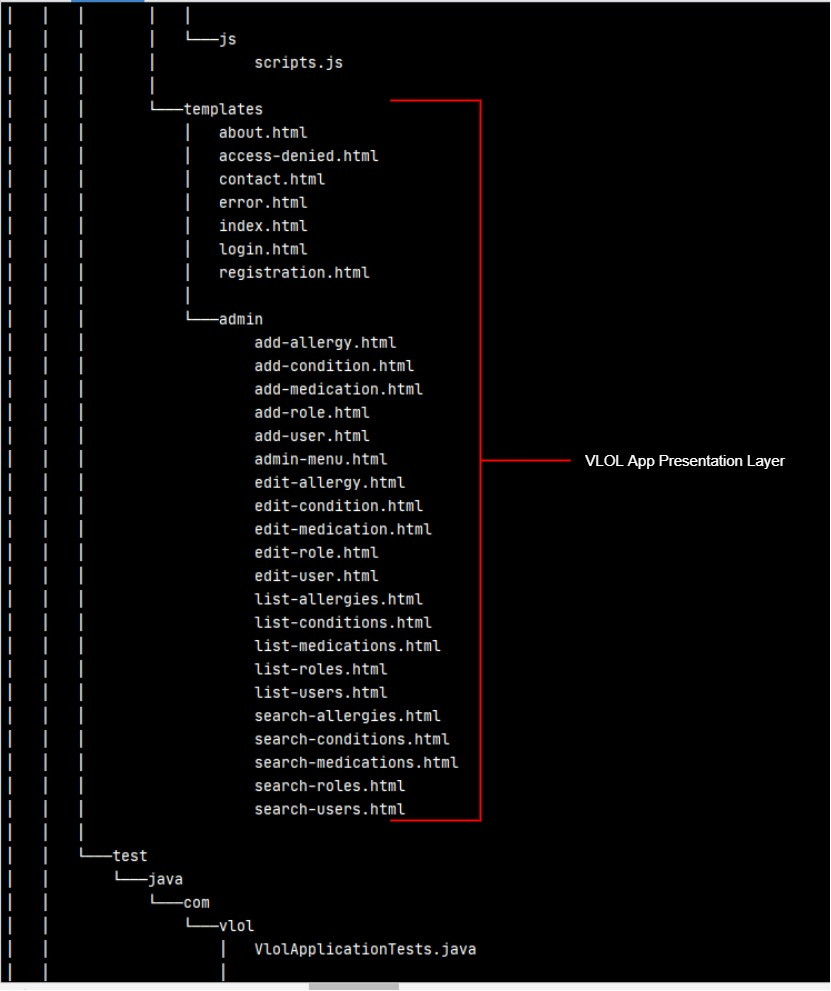 js
scripts.js
templates
about.html
access-denied.html
contact.html
error.html
index.html
login.html
registration.html
admin
add-allergy.html
add-condition.html
add-medication.html
add-role.html
add-user.html
admin-menu.html
edit-allergy.html
edit-condition.html
edit-medication.html
edit-role.html
edit-user.html
list-allergies.html
list-conditions.html
list-medications.html
list-roles.html
list-users.html
search-allergies.html
search-conditions.html
search-medications.html
search-roles.html
search-users.html
VLOL App Presentation Layer
test
java
com
vlol
VlolApplicationTests.java